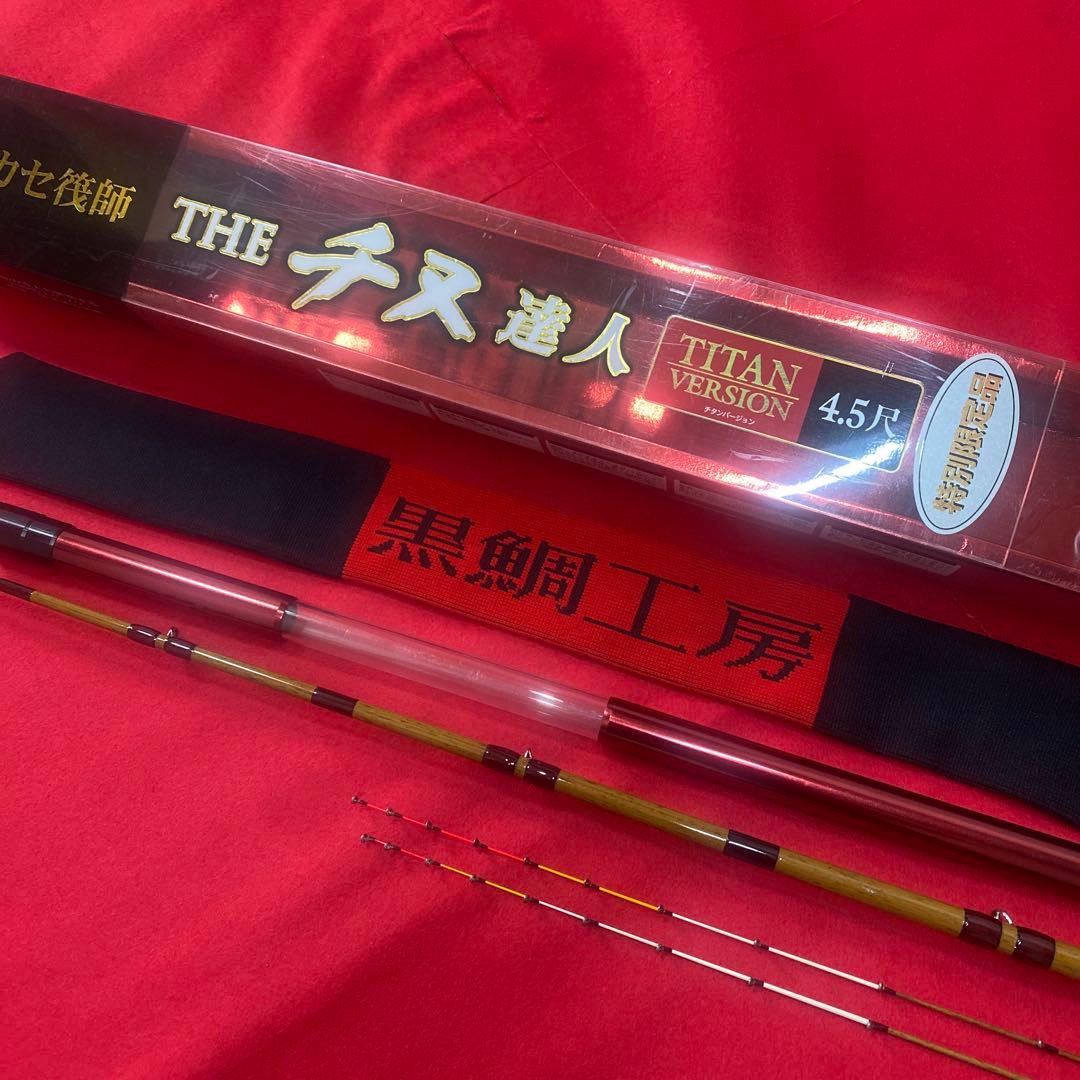 カセ筏師
THE チヌ達人
TITAN
VERSION
チタンバージョン
4.5尺
特別限定品
黒鯛工房